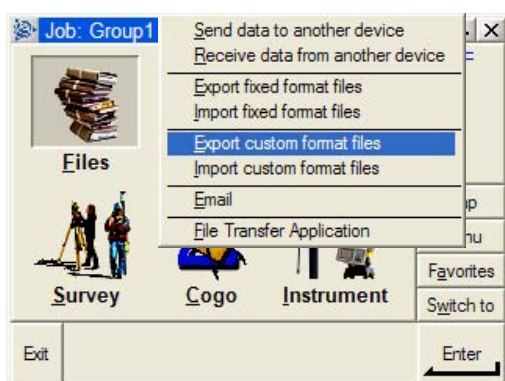 Job: Group1
Send data to another device
Receive data from another device
Export fixed format files
Import fixed format files
Export custom format files
Import custom format files
Email
File Transfer Application
Files
Survey
Cogo
Instrument
Favorites
Switch to
Exit
Enter